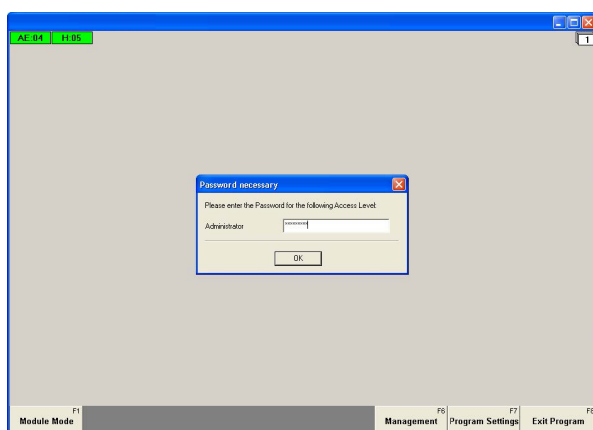 AE:04 H:05
1
Password necessary
Please enter the Password for the following Access Level:
Administrator ********
OK
F1 F6 F7 F8
Module Mode Management Program Settings Exit Program